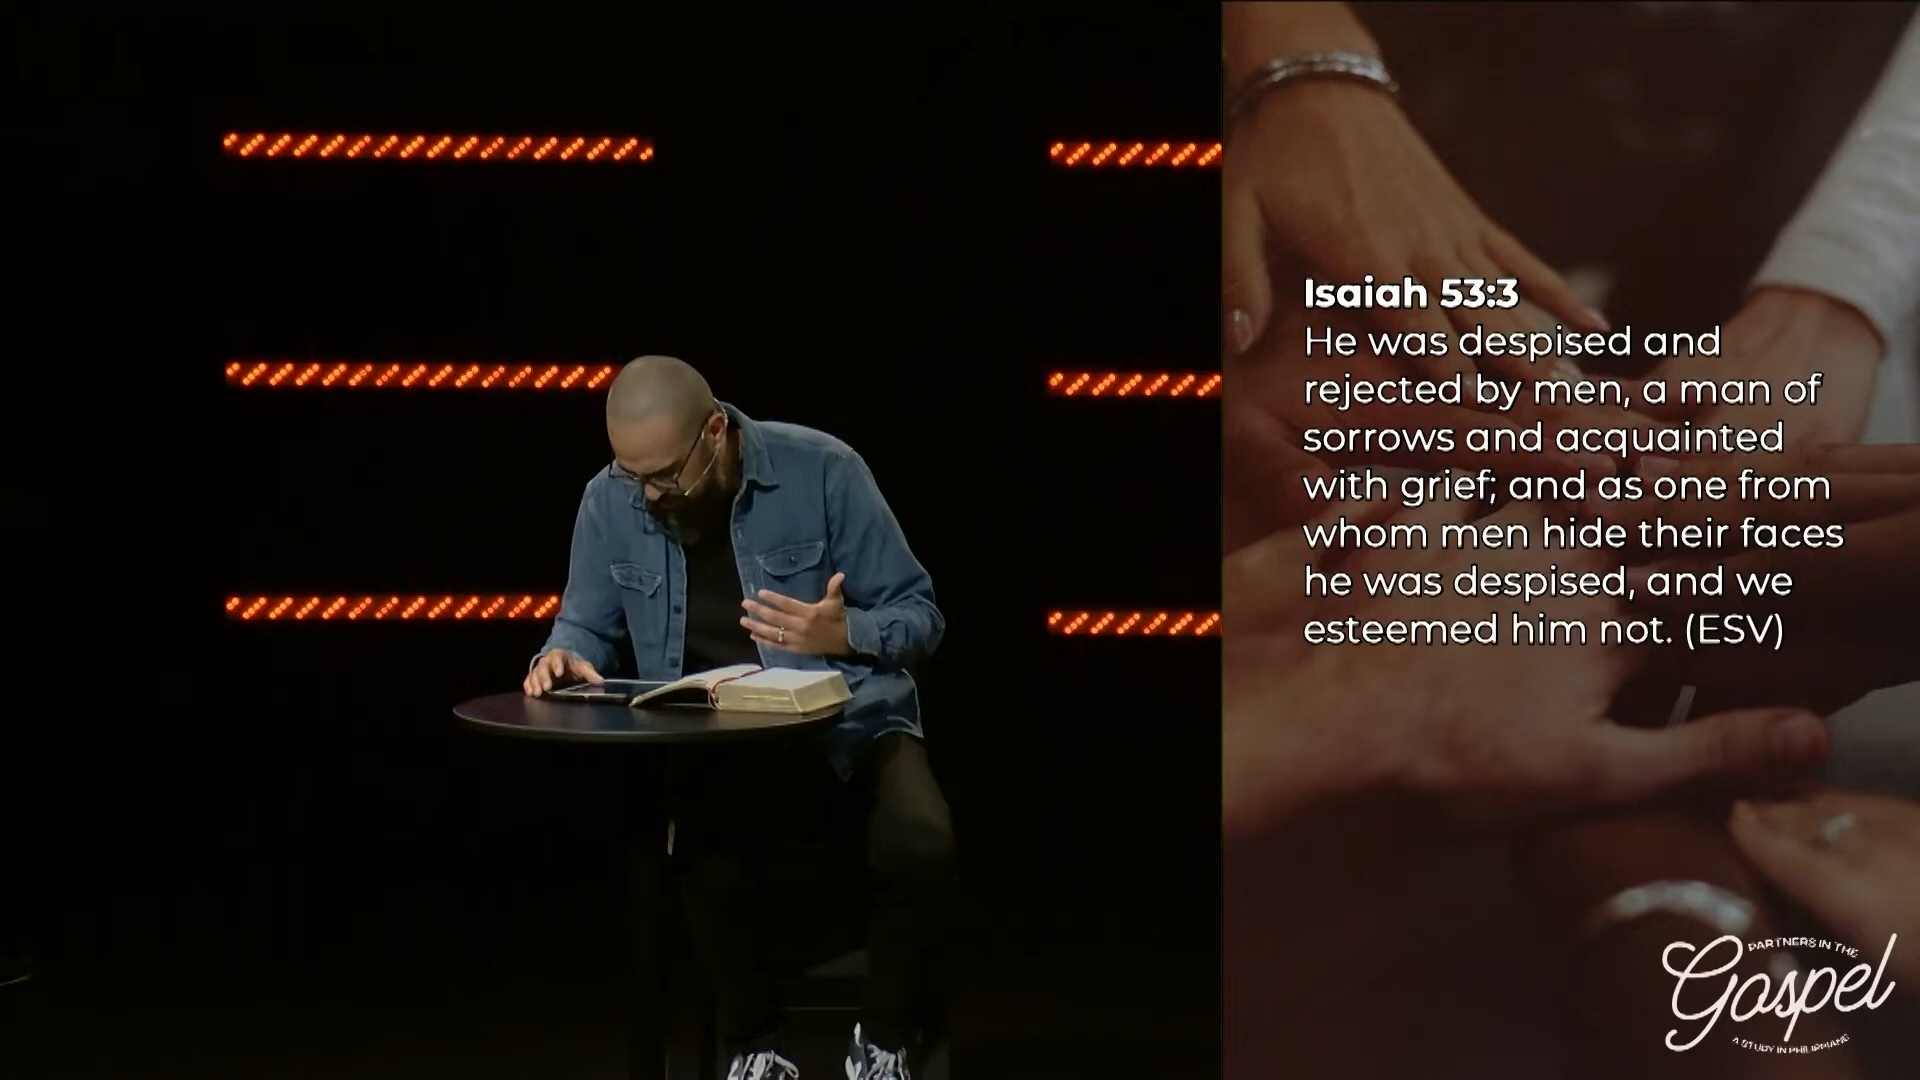 Isaiah 53:3
He was despised and
rejected by men, a man of
sorrows and acquainted
with grief; and as one from
whom men hide their faces
he was despised, and we
esteemed him not. (ESV)
PARTNERS IN THE
Gospel
A STUDY IN PHILIPPIANS